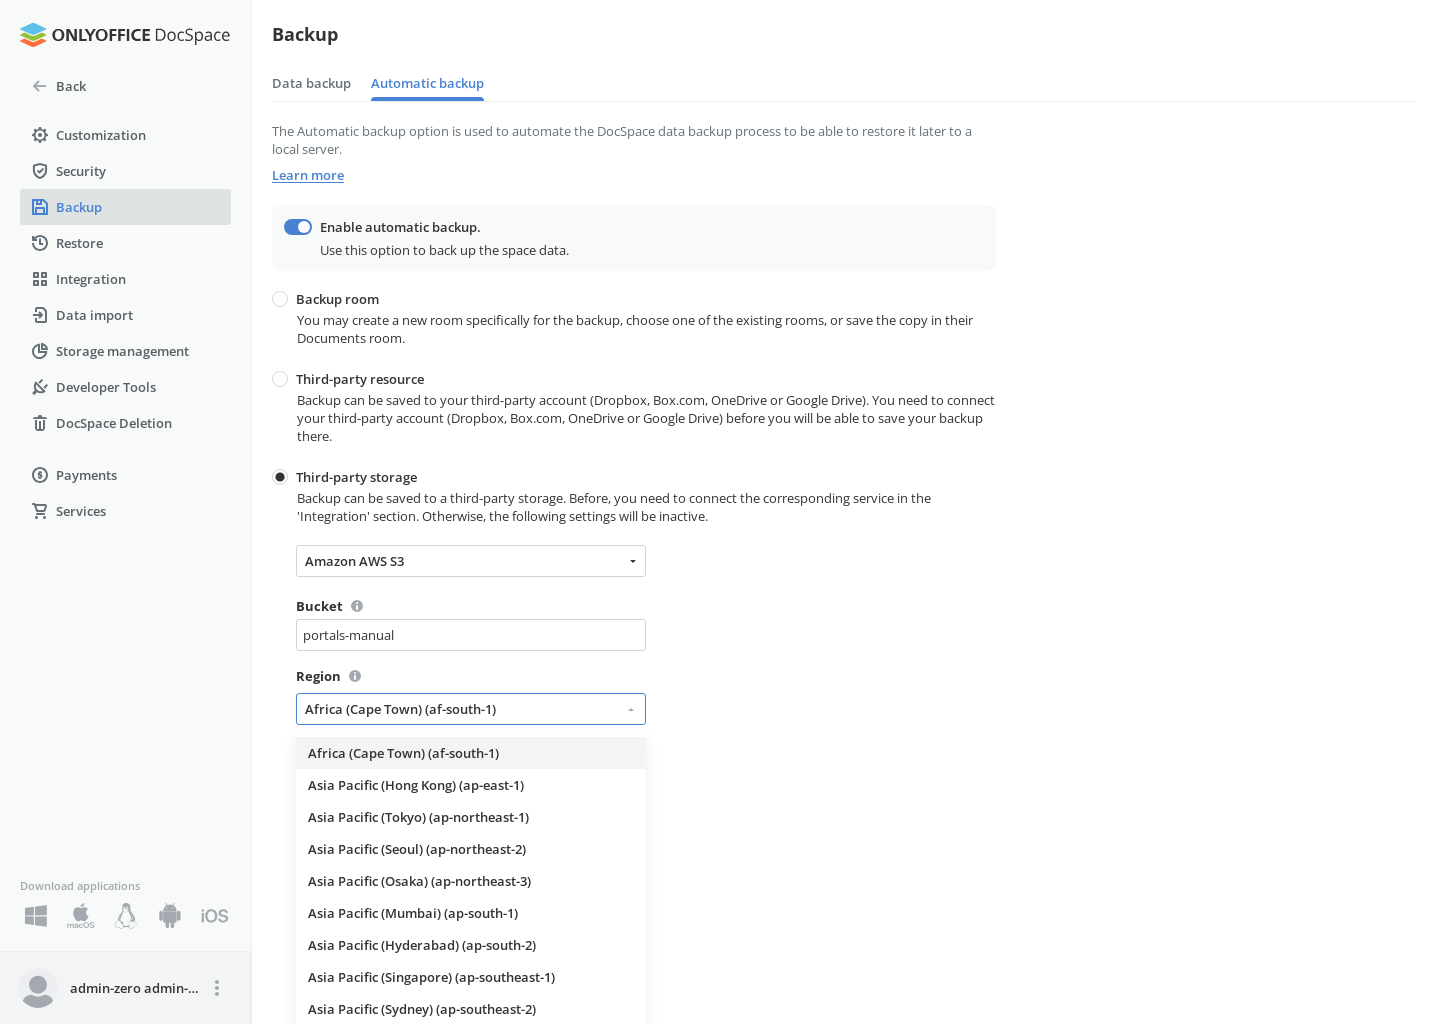 ONLYOFFICE DocSpace
Back
Customization
Security
Backup
Restore
Integration
Data import
Storage management
Developer Tools
DocSpace Deletion
Payments
Services
Download applications
macOS
iOS
admin-zero admin-...
Backup
Data backup
Automatic backup
The Automatic backup option is used to automate the DocSpace data backup process to be able to restore it later to a
local server.
Learn more
Enable automatic backup.
Use this option to back up the space data.
Backup room
You may create a new room specifically for the backup, choose one of the existing rooms, or save the copy in their
Documents room.
Third-party resource
Backup can be saved to your third-party account (Dropbox, Box.com, OneDrive or Google Drive). You need to connect
your third-party account (Dropbox, Box.com, OneDrive or Google Drive) before you will be able to save your backup
there.
Third-party storage
Backup can be saved to a third-party storage. Before, you need to connect the corresponding service in the
'Integration' section. Otherwise, the following settings will be inactive.
Amazon AWS S3
Bucket
portals-manual
Region
Africa (Cape Town) (af-south-1)
Africa (Cape Town) (af-south-1)
Asia Pacific (Hong Kong) (ap-east-1)
Asia Pacific (Tokyo) (ap-northeast-1)
Asia Pacific (Seoul) (ap-northeast-2)
Asia Pacific (Osaka) (ap-northeast-3)
Asia Pacific (Mumbai) (ap-south-1)
Asia Pacific (Hyderabad) (ap-south-2)
Asia Pacific (Singapore) (ap-southeast-1)
Asia Pacific (Sydney) (ap-southeast-2)